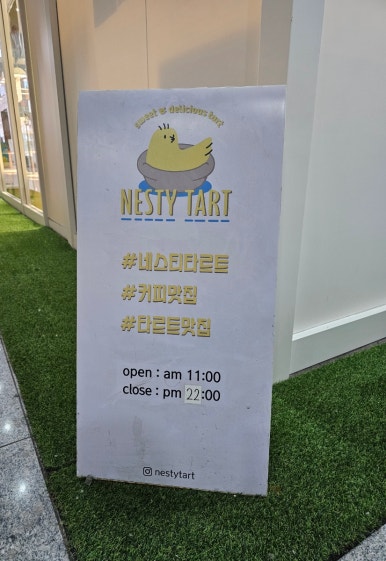 sweet & delicious tart
NESTY TART
#네스티타르트
#커피맛집
#타르트맛집
open : am 11:00
close : pm 22:00
nestytart